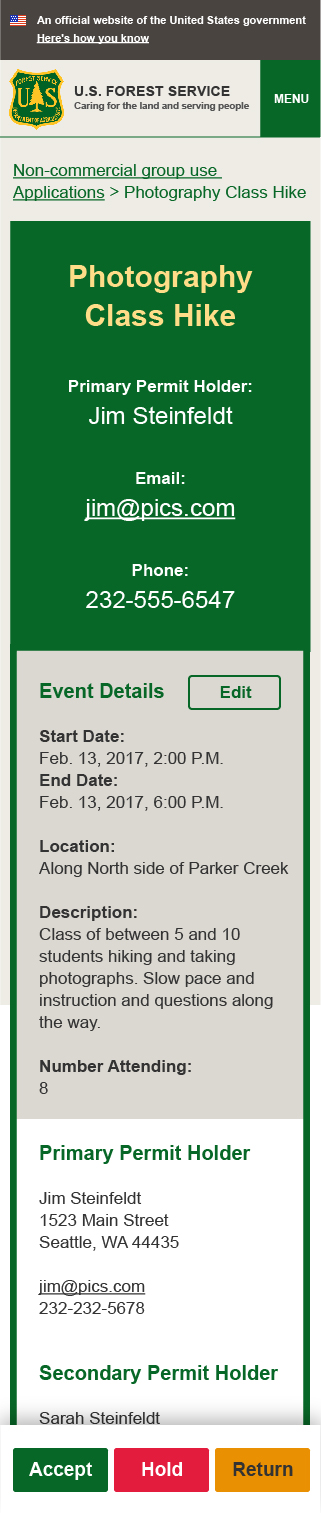 An official website of the United States government
Here's how you know
FOREST SERVICE
U S
DEPARTMENT OF AGRICULTURE
U.S. FOREST SERVICE
Caring for the land and serving people
MENU
Non-commercial group use
Applications > Photography Class Hike
Photography
Class Hike
Primary Permit Holder:
Jim Steinfeldt
Email:
jim@pics.com
Phone:
232-555-6547
Event Details
Edit
Start Date:
Feb. 13, 2017, 2:00 P.M.
End Date:
Feb. 13, 2017, 6:00 P.M.
Location:
Along North side of Parker Creek
Description:
Class of between 5 and 10
students hiking and taking
photographs. Slow pace and
instruction and questions along
the way.
Number Attending:
8
Primary Permit Holder
Jim Steinfeldt
1523 Main Street
Seattle, WA 44435
jim@pics.com
232-232-5678
Secondary Permit Holder
Sarah Steinfeldt
Accept
Hold
Return